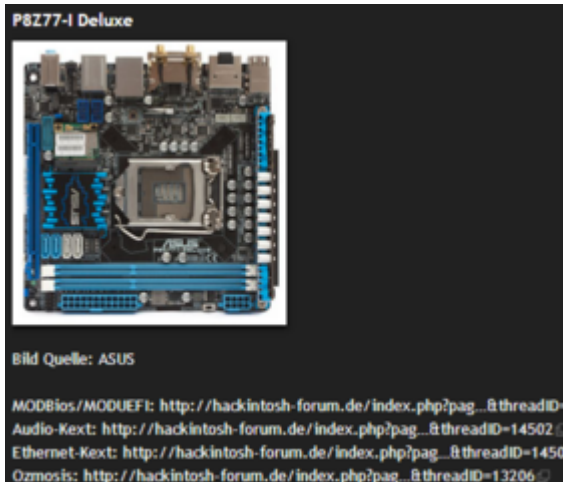 P8Z77-I Deluxe
ASUS
Bild Quelle: ASUS
MODBios/MODUEFI: http://hackintosh-forum.de/index.php?pag...&threadID=
Audio-Kext: http://hackintosh-forum.de/index.php?pag...&threadID=14502
Ethernet-Kext: http://hackintosh-forum.de/index.php?pag...&threadID=1450
Ozmosis: http://hackintosh-forum.de/index.php?pag...&threadID=13206